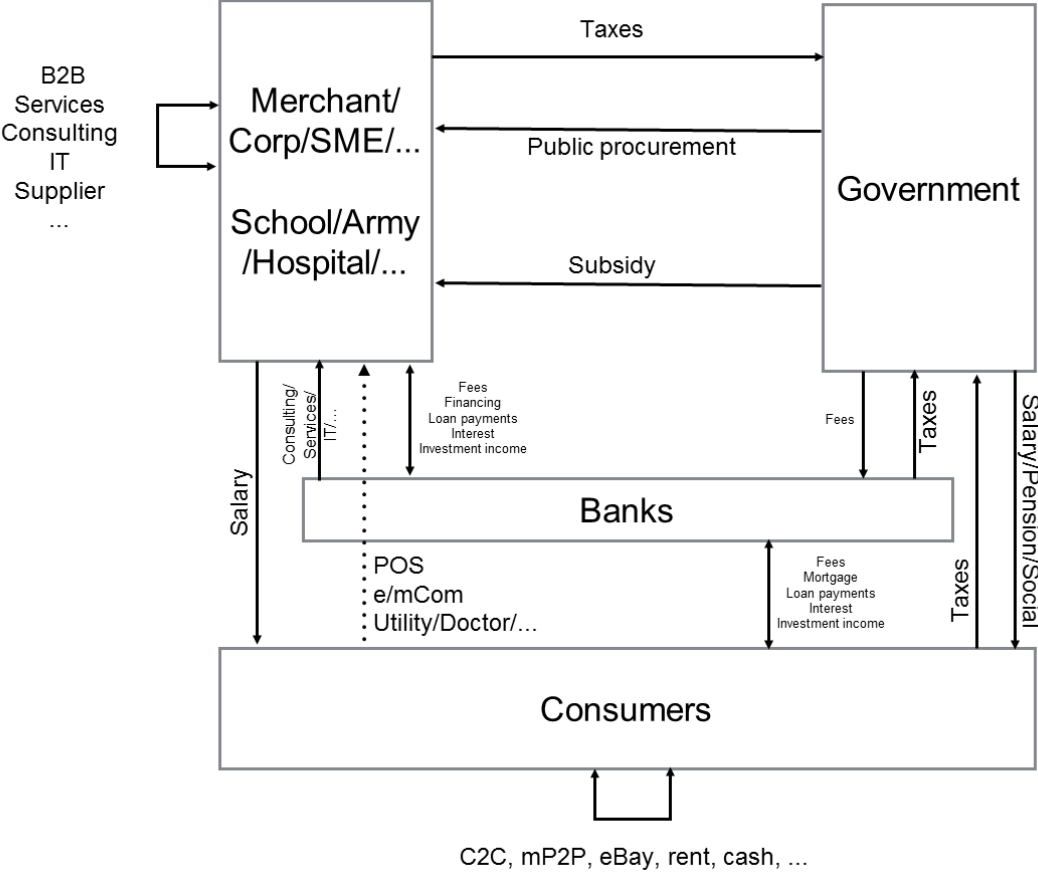 Taxes
B2B
Services
Consulting
IT
Supplier
...
Merchant/
Corp/SME/...
School/Army
/Hospital/...
Public procurement
Government
Subsidy
Salary
Consulting/
Services/
IT/...
Fees
Financing
Loan payments
Interest
Investment income
Fees
Taxes
Salary/Pension/Social
Banks
POS
e/mCom
Utility/Doctor/...
Fees
Mortgage
Loan payments
Interest
Investment income
Taxes
Consumers
C2C, mP2P, eBay, rent, cash, ...